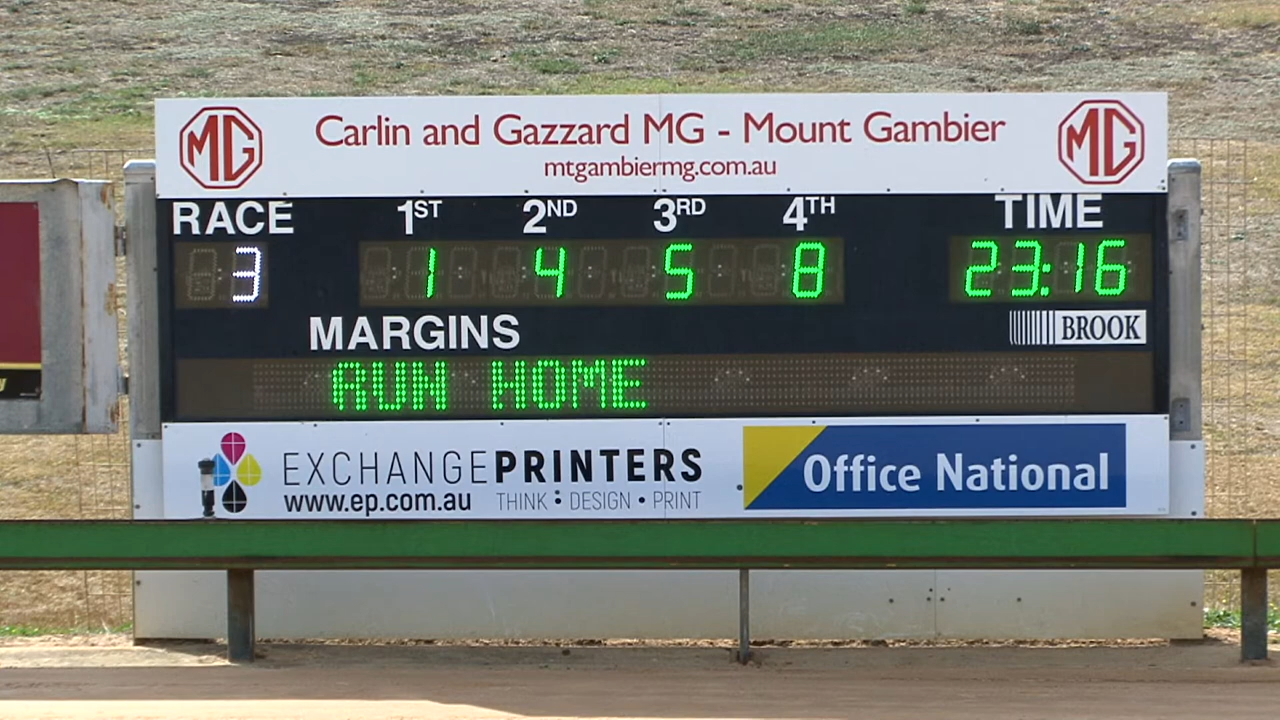 MG Carlin and Gazzard MG - Mount Gambier MG
mtgambiermg.com.au
RACE 1ST 2ND 3RD 4TH TIME
3 1 4 5 8 23:16
MARGINS BROOK
RUN HOME
EXCHANGEPRINTERS
www.ep.com.au THINK : DESIGN • PRINT
Office National